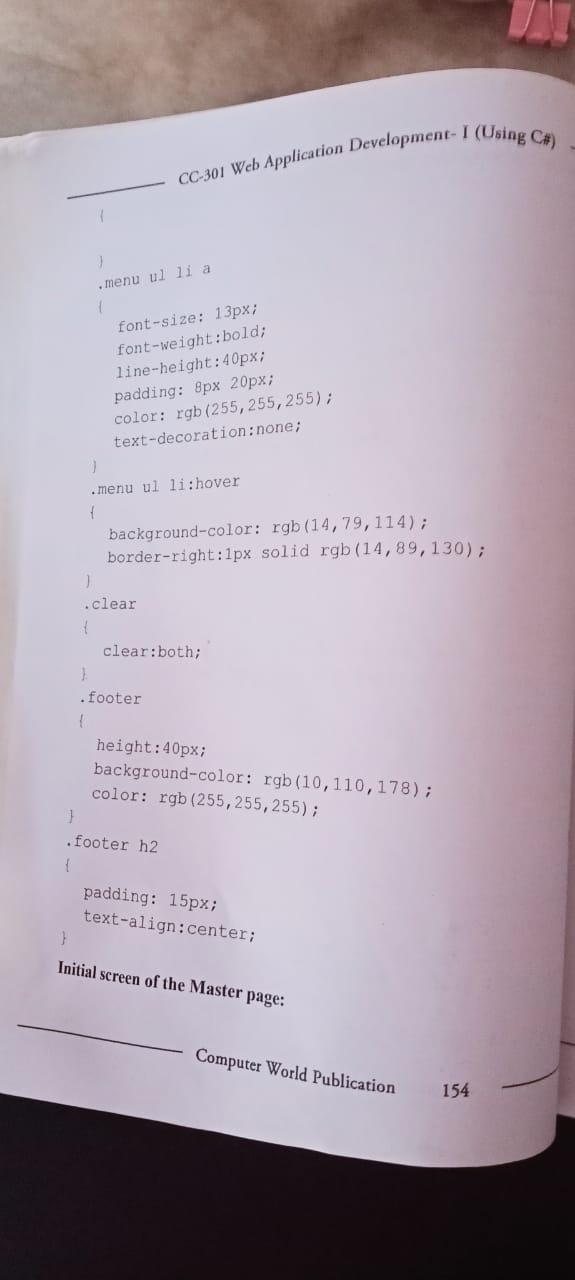 CC-301 Web Application Development- I (Using C#)
{
}
.menu ul li a
{
font-size: 13px;
font-weight:bold;
line-height:40px;
padding: 8px 20px;
color: rgb(255,255,255);
text-decoration:none;
}
.menu ul li:hover
{
background-color: rgb(14,79,114);
border-right:1px solid rgb(14,89,130);
}
.clear
{
clear:both;
}
.footer
{
height:40px;
background-color: rgb(10,110,178);
color: rgb(255,255,255);
}
.footer h2
{
padding: 15px;
text-align:center;
}
Initial screen of the Master page:
Computer World Publication 154